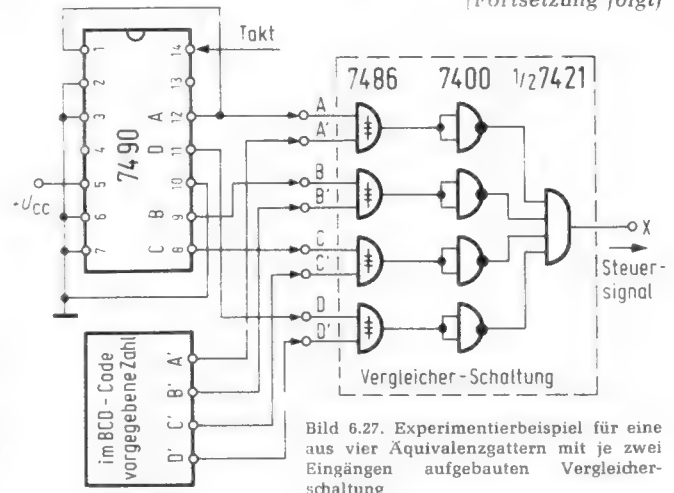 (Fortsetzung folgt)
Takt
1
2
3
4
5
6
7
7490
14
13
12
11
10
9
8
A
D
B
C
+UCC
7486 7400 1/2 7421
A
A'
B
B'
C
C'
D
D'
X
Steuer-
signal
Vergleicher-Schaltung
im BCD-Code
vorgegebene Zahl
A'
B'
C'
D'
Bild 6.27. Experimentierbeispiel für eine
aus vier Äquivalenzgattern mit je zwei
Eingängen aufgebauten Vergleicher-
schaltung